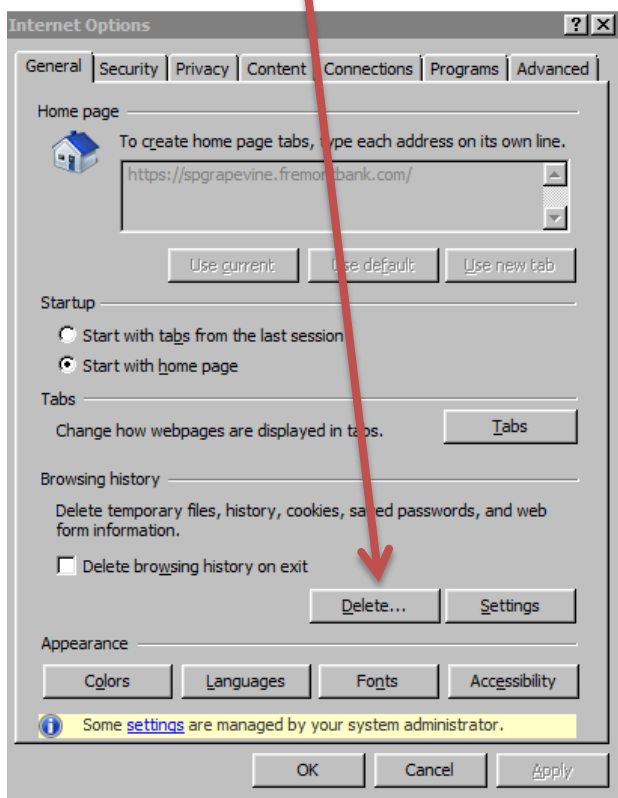 Internet Options
General Security Privacy Content Connections Programs Advanced
Home page
To create home page tabs, type each address on its own line.
https://spgrapevine.fremontbank.com/
Use current Use default Use new tab
Startup
Start with tabs from the last session
Start with home page
Tabs
Change how webpages are displayed in tabs.
Tabs
Browsing history
Delete temporary files, history, cookies, saved passwords, and web
form information.
Delete browsing history on exit
Delete... Settings
Appearance
Colors Languages Fonts Accessibility
Some settings are managed by your system administrator.
OK Cancel Apply